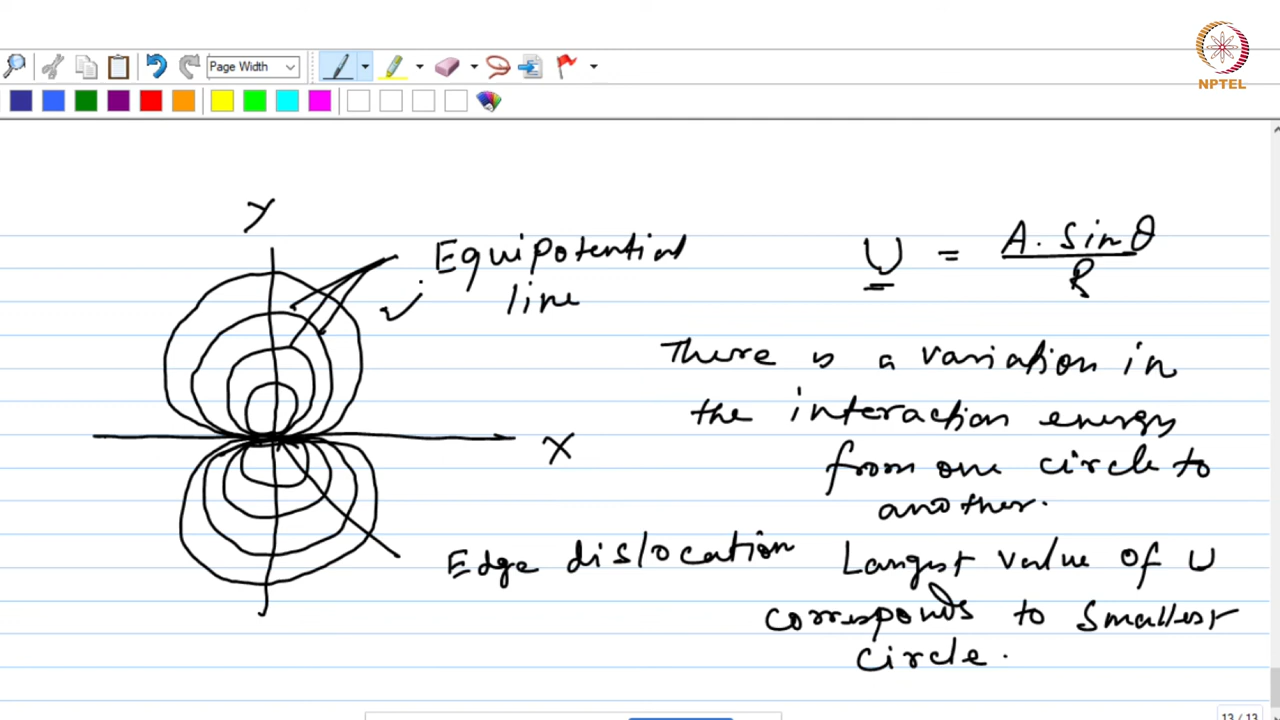 NPTEL
Page Width
Y
Equipotential
line
U = A. Sinθ / R
There is a variation in
the interaction energy
from one circle to
another.
X
Edge dislocation
Largest value of U
corresponds to smallest
circle.
13 / 13